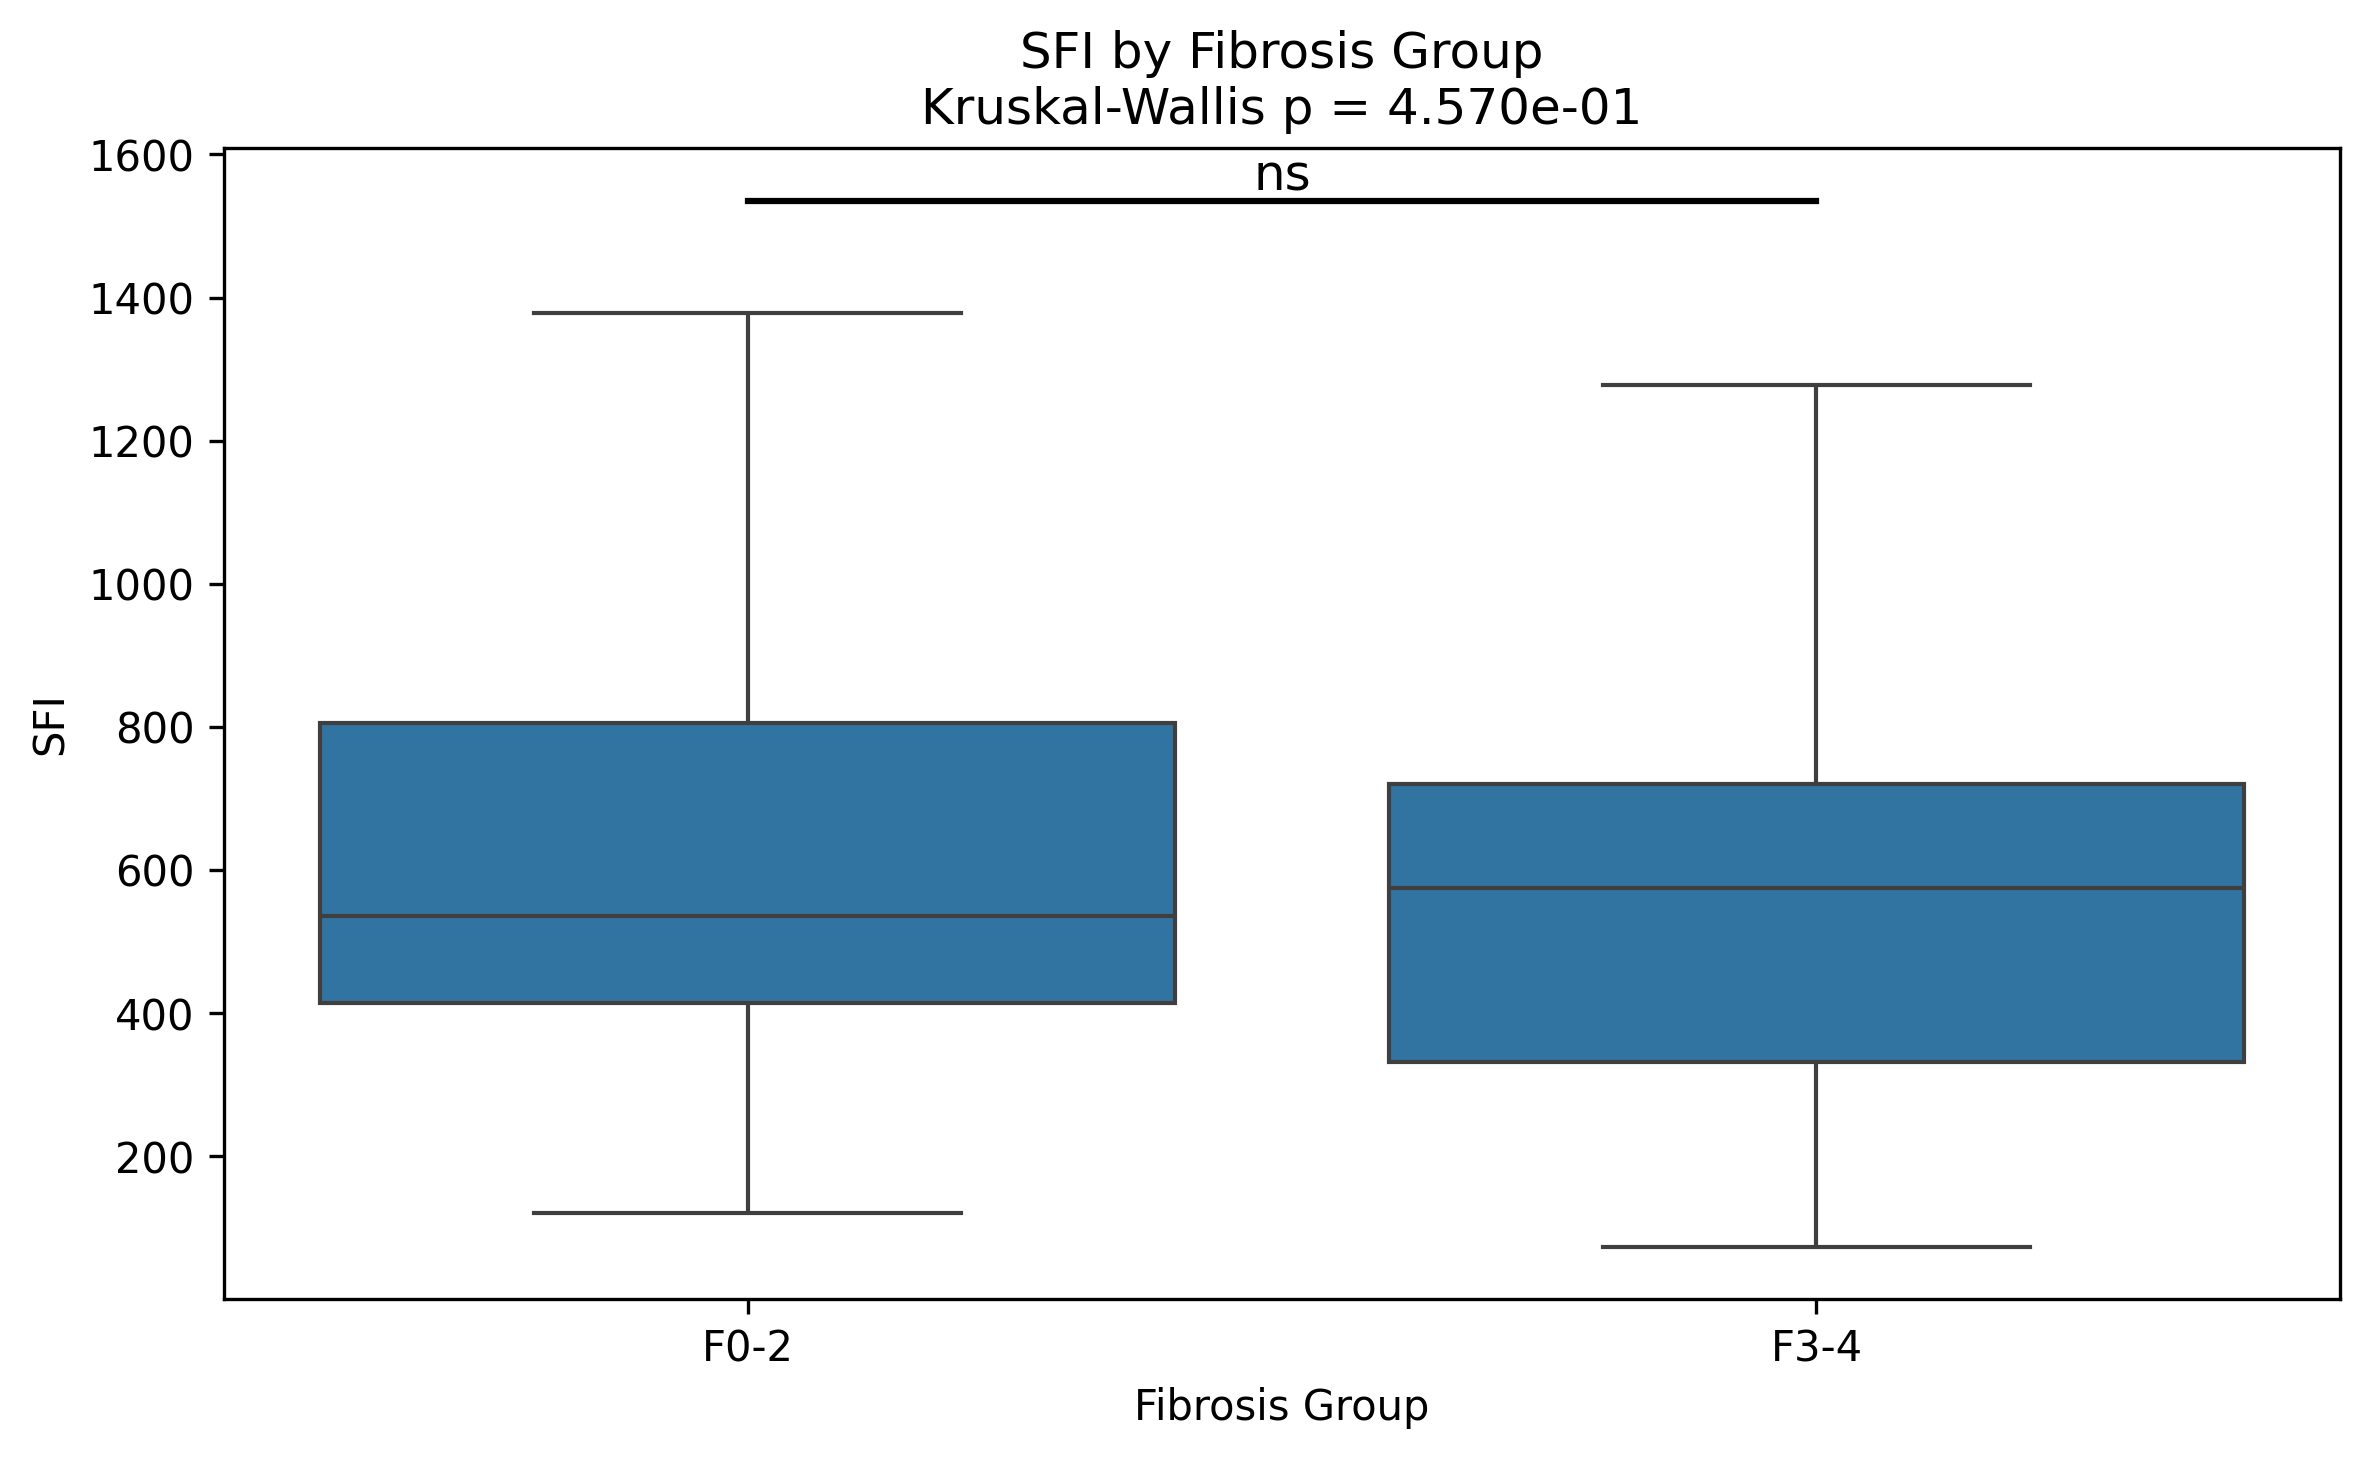 SFI by Fibrosis Group
Kruskal-Wallis p = 4.570e-01
ns
1600
1400
1200
1000
800
600
400
200
SFI
F0-2
F3-4
Fibrosis Group